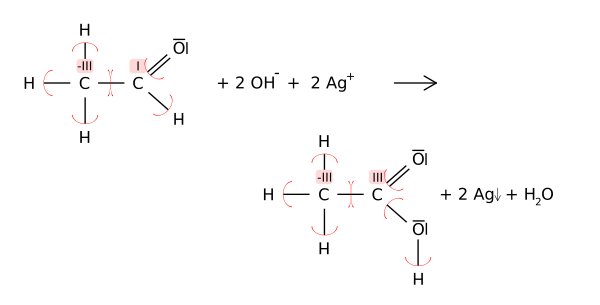 H
-III I O
H C C + 2 OH⁻ + 2 Ag⁺
H H
H
-III III O
H C C + 2 Ag↓ + H₂O
H O
H